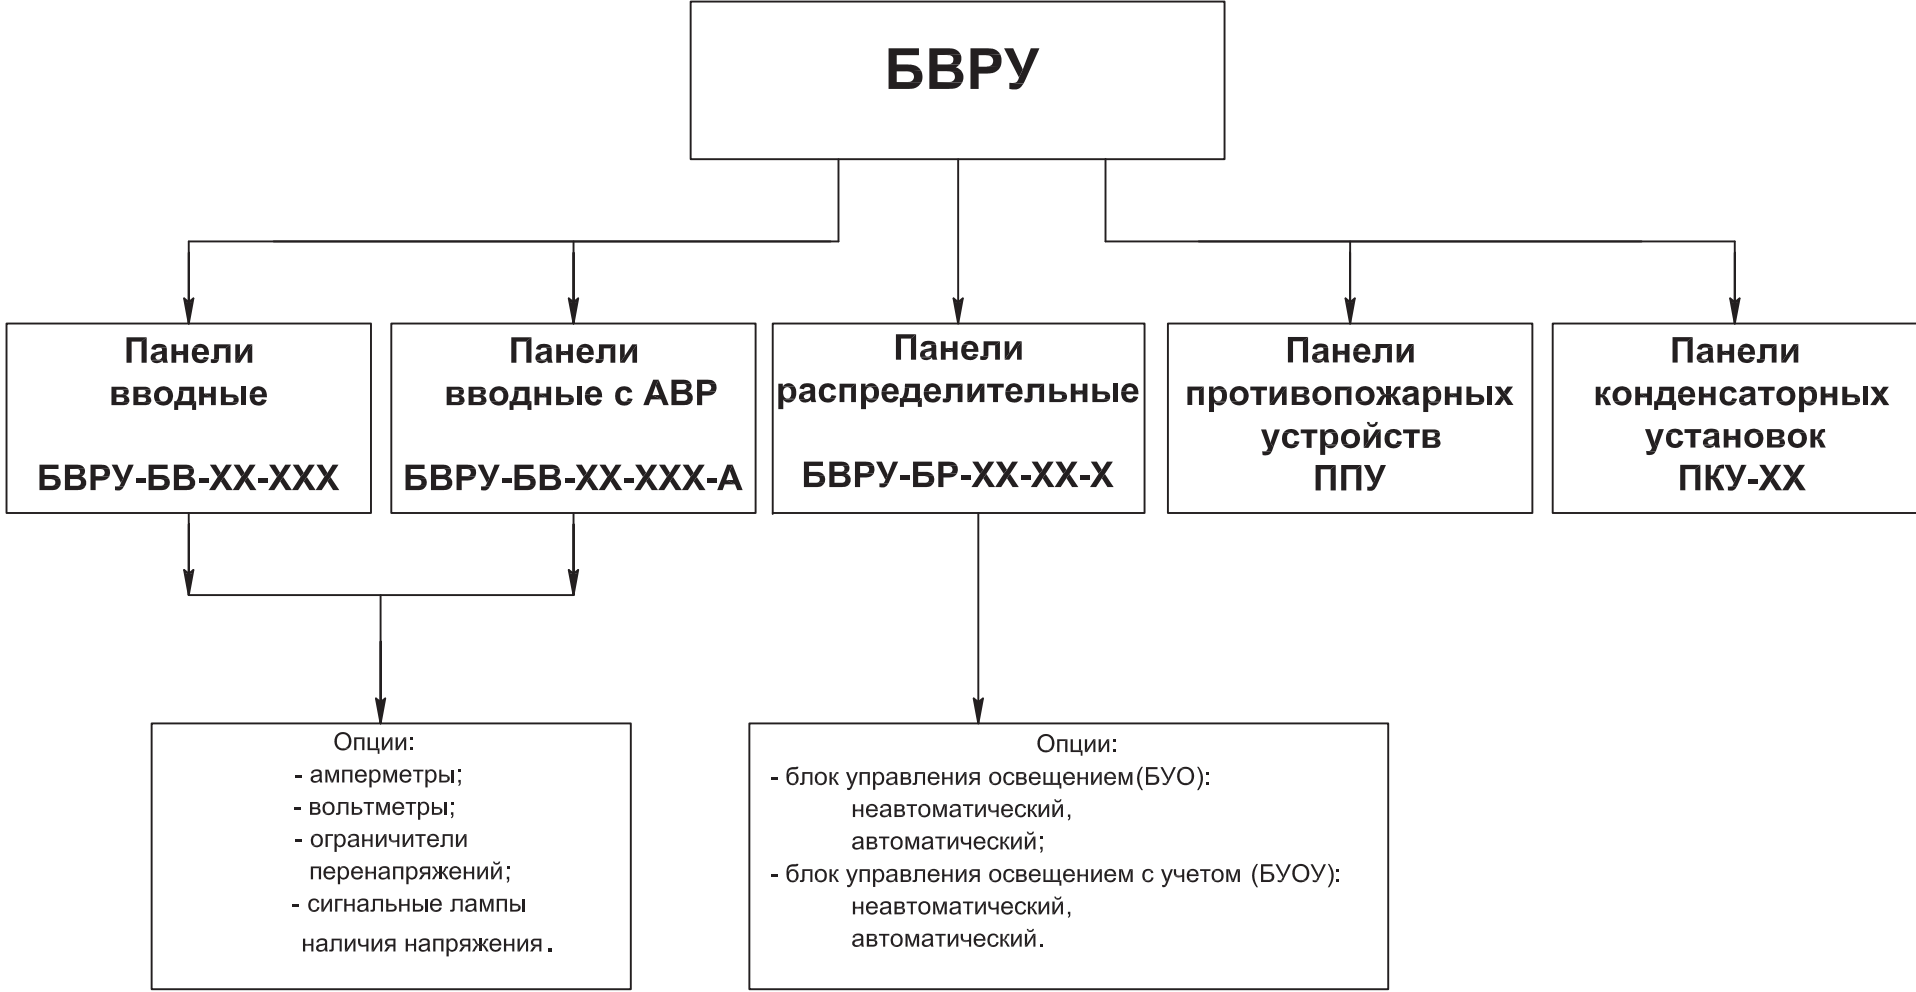 БВРУ
Панели
вводные
БВРУ-БВ-ХХ-ХХХ
Панели
вводные с АВР
БВРУ-БВ-ХХ-ХХХ-А
Панели
распределительные
БВРУ-БР-ХХ-ХХ-Х
Панели
противопожарных
устройств
ППУ
Панели
конденсаторных
установок
ПКУ-ХХ
Опции:
- амперметры;
- вольтметры;
- ограничители
перенапряжений;
- сигнальные лампы
наличия напряжения.
Опции:
- блок управления освещением(БУО):
неавтоматический,
автоматический;
- блок управления освещением с учетом (БУОУ):
неавтоматический,
автоматический.